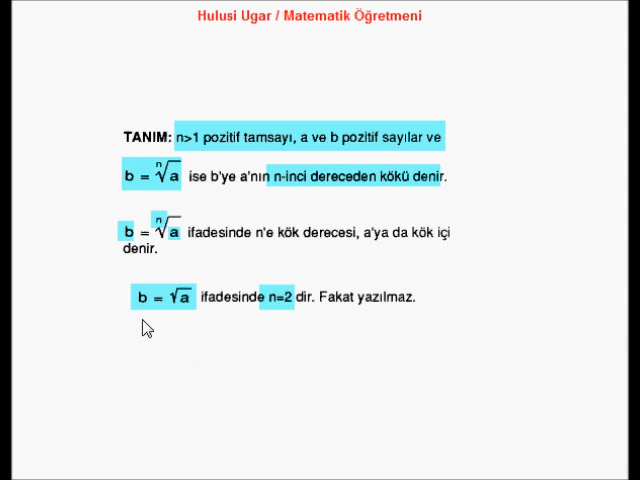 Hulusi Ugar / Matematik Öğretmeni
TANIM: n>1 pozitif tamsayı, a ve b pozitif sayılar ve
b = ⁿ√a ise b'ye a'nın n-inci dereceden kökü denir.
b = ⁿ√a ifadesinde n'e kök derecesi, a'ya da kök içi
denir.
b = √a ifadesinde n=2 dir. Fakat yazılmaz.